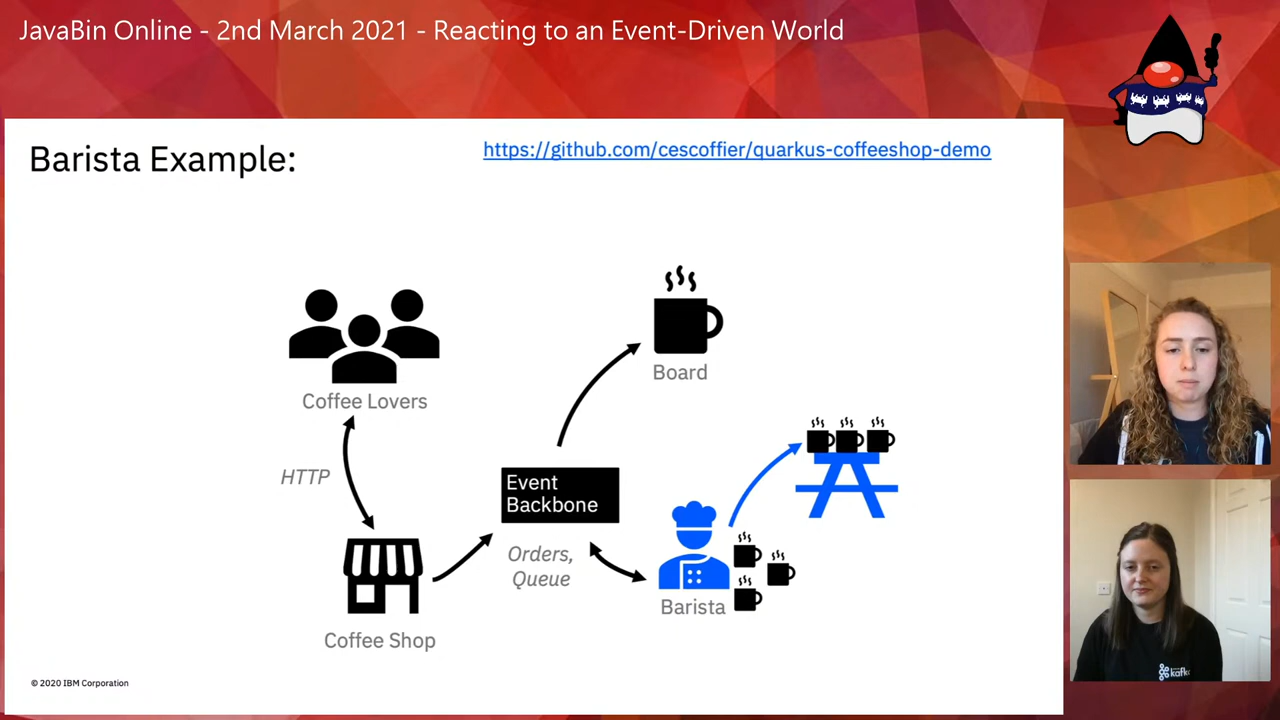 JavaBin Online - 2nd March 2021 - Reacting to an Event-Driven World
Barista Example:
https://github.com/cescoffier/quarkus-coffeeshop-demo
Coffee Lovers
Board
HTTP
Event
Backbone
Orders,
Queue
Barista
Coffee Shop
© 2020 IBM Corporation
kafka